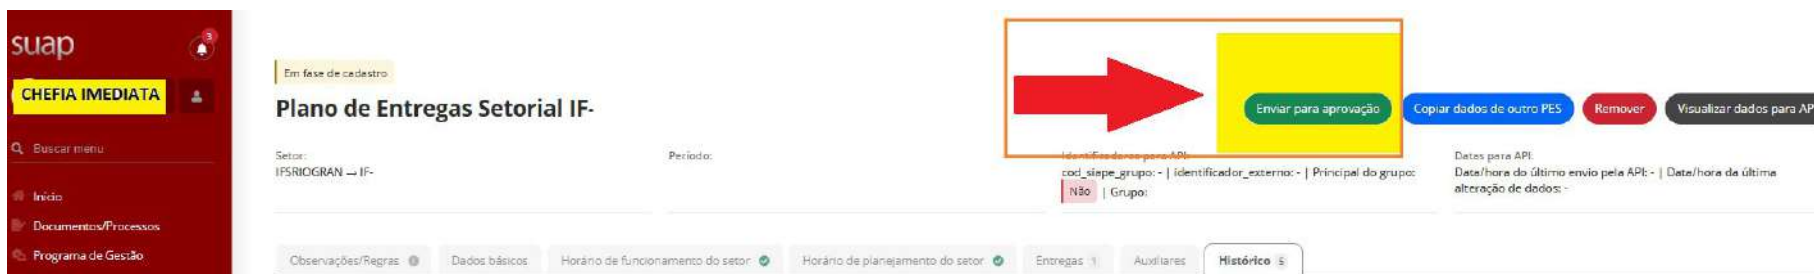 suap
3
CHEFIA IMEDIATA
Buscar menu
Início
Documentos/Processos
Programa de Gestão
Em fase de cadastro
Plano de Entregas Setorial IF-
Enviar para aprovação
Copiar dados de outro PES
Remover
Visualizar dados para AP
Setor:
IFSRIOGRAN → IF-
Período:
Identificadores para API:
cod_siape_grupo: - | identificador_externo: - | Principal do grupo:
Não | Grupo:
Datas para API:
Data/hora do último envio pela API: - | Data/hora da última
alteração de dados: -
Observações/Regras
Dados básicos
Horário de funcionamento do setor
Horário de planejamento do setor
Entregas 1
Auxiliares
Histórico 5